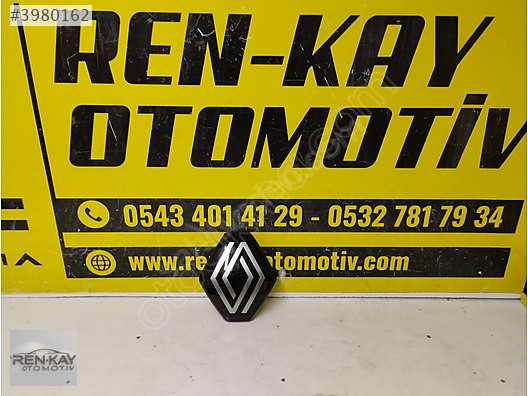 #3980162
REN-KAY
OTOMOTİV
0543 401 41 29 - 0532 781 79 34
www.re otomotiv.com
REN-KAY
OTOMOTİV